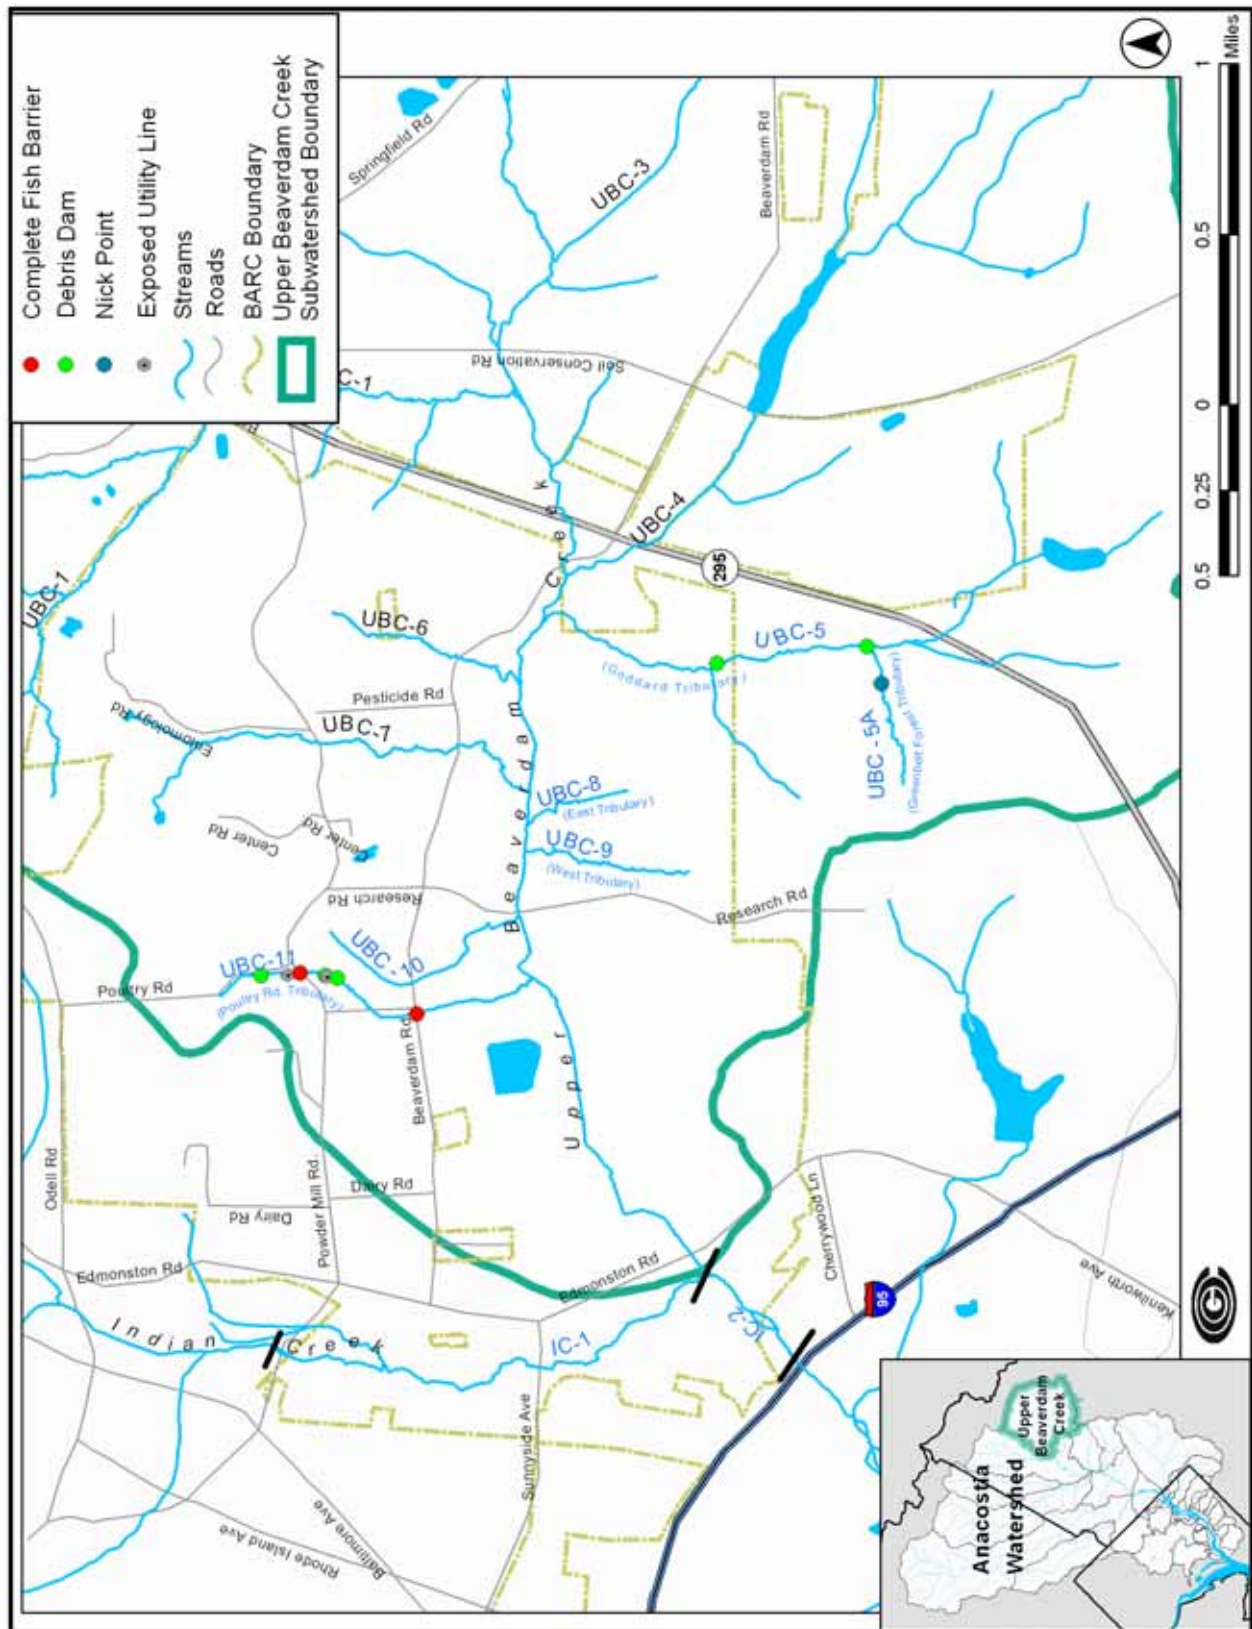 Complete Fish Barrier
Debris Dam
Nick Point
Exposed Utility Line
Streams
Roads
BARC Boundary
Upper Beaverdam Creek
Subwatershed Boundary
Springfield Rd
UBC-3
Beaverdam Rd
Soil Conservation Rd
C-1
UBC-1
UBC-4
295
UBC-6
Pesticide Rd
Entomology Rd
UBC-7
UBC-5
(Goddard Tributary)
UBC - 5A
(Greenbelt Forest Tributary)
UBC-8
(East Tributary)
UBC-9
(West Tributary)
Center Rd
Center Rd
Research Rd
Research Rd
UBC-10
UBC-11
(Poultry Rd. Tributary)
Poultry Rd
Beaverdam Rd
Upper Beaverdam Creek
Odell Rd
Powder Mill Rd.
Dairy Rd
Dairy Rd
Edmonston Rd
Edmonston Rd
Cherrywood Ln
Kenilworth Ave
95
Indian Creek
IC-1
IC-2
Sunnyside Ave
Baltimore Ave
Rhode Island Ave
Anacostia
Watershed
Upper
Beaverdam
Creek
0.5 0.25 0 0.5 1
Miles